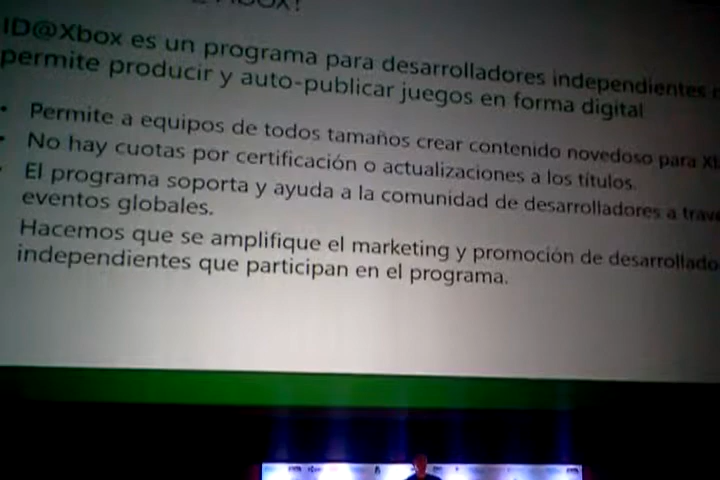 ID@Xbox es un programa para desarrolladores independientes
permite producir y auto-publicar juegos en forma digital
• Permite a equipos de todos tamaños crear contenido novedoso para
• No hay cuotas por certificación o actualizaciones a los títulos.
• El programa soporta y ayuda a la comunidad de desarrolladores a
eventos globales.
Hacemos que se amplifique el marketing y promoción de
independientes que participan en el programa.